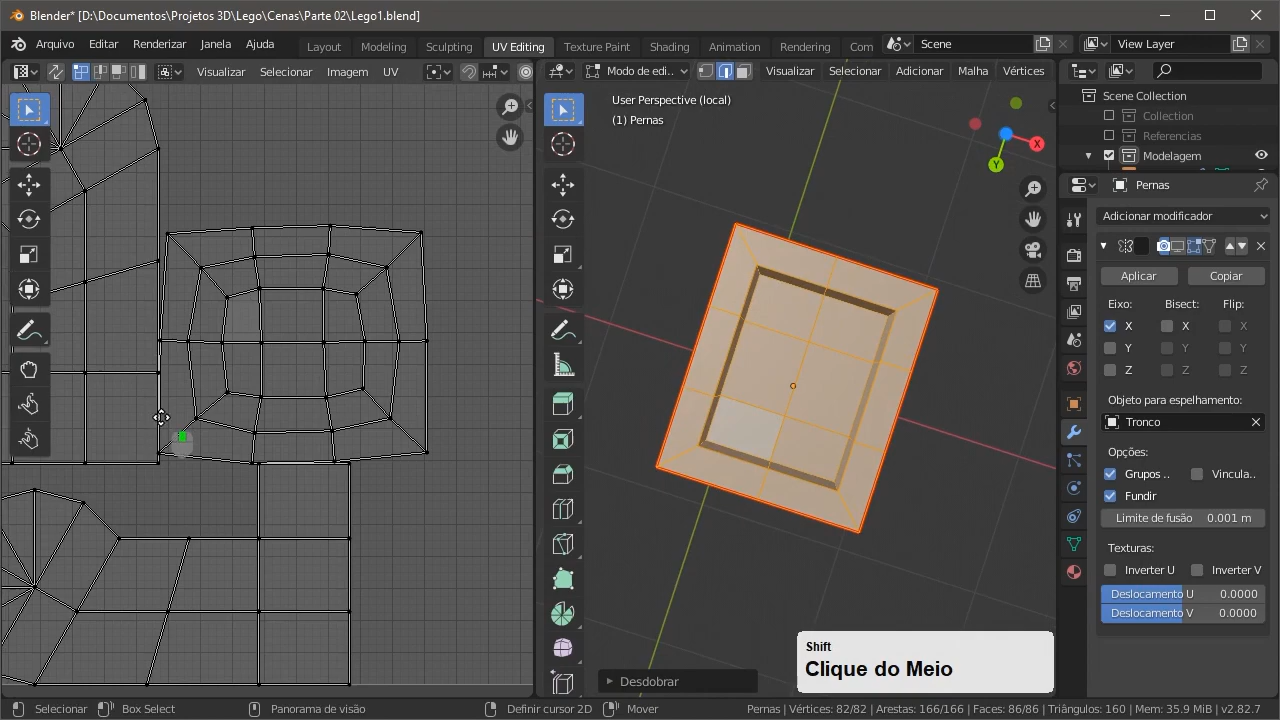 Blender* [D:\Documentos\Projetos 3D\Lego\Cenas\Parte 02\Lego1.blend]
Arquivo Editar Renderizar Janela Ajuda Layout Modeling Sculpting UV Editing Texture Paint Shading Animation Rendering Com Scene View Layer
Visualizar Selecionar Imagem UV
Modo de edi.. Visualizar Selecionar Adicionar Malha Vértices
User Perspective (local)
(1) Pernas
X
Y
Scene Collection
Collection
Referencias
Modelagem
Pernas
Adicionar modificador
Aplicar Copiar
Eixo: Bisect: Flip:
X X X
Y Y Y
Z Z Z
Objeto para espelhamento:
Tronco
Opções:
Grupos .. Vincula..
Fundir
Limite de fusão 0.001 m
Texturas:
Inverter U Inverter V
Deslocamento U 0.0000
Deslocamento V 0.0000
Shift
Clique do Meio
Desdobrar
Selecionar Box Select Panorama de visão Definir cursor 2D Mover Pernas | Vértices: 82/82 | Arestas: 166/166 | Faces: 86/86 | Triângulos: 160 | Mem: 35.9 MiB | v2.82.7